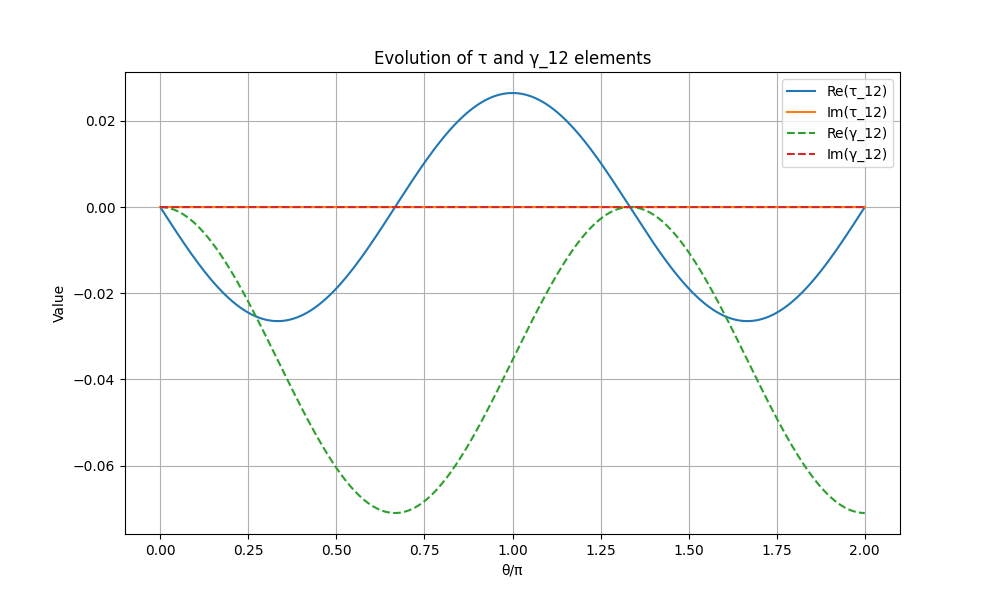 Evolution of τ and γ_12 elements
Re(τ_12)
Im(τ_12)
Re(γ_12)
Im(γ_12)
Value
0.02
0.00
−0.02
−0.04
−0.06
0.00 0.25 0.50 0.75 1.00 1.25 1.50 1.75 2.00
θ/π